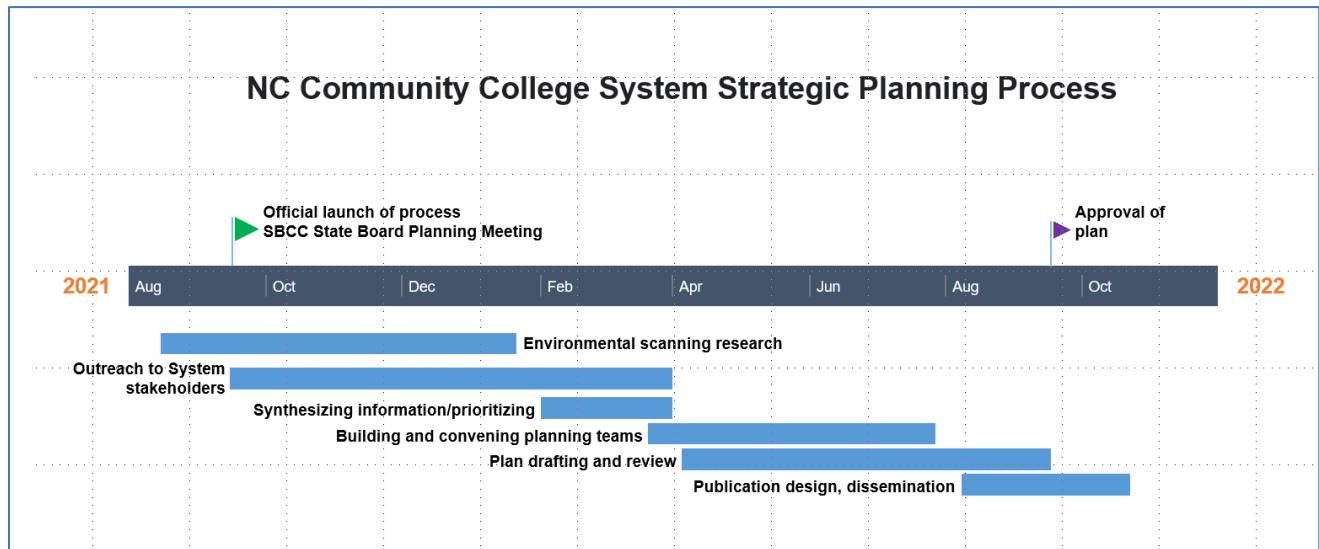 NC Community College System Strategic Planning Process
Official launch of process
SBCC State Board Planning Meeting
Approval of
plan
2021 Aug Oct Dec Feb Apr Jun Aug Oct 2022
Environmental scanning research
Outreach to System
stakeholders
Synthesizing information/prioritizing
Building and convening planning teams
Plan drafting and review
Publication design, dissemination